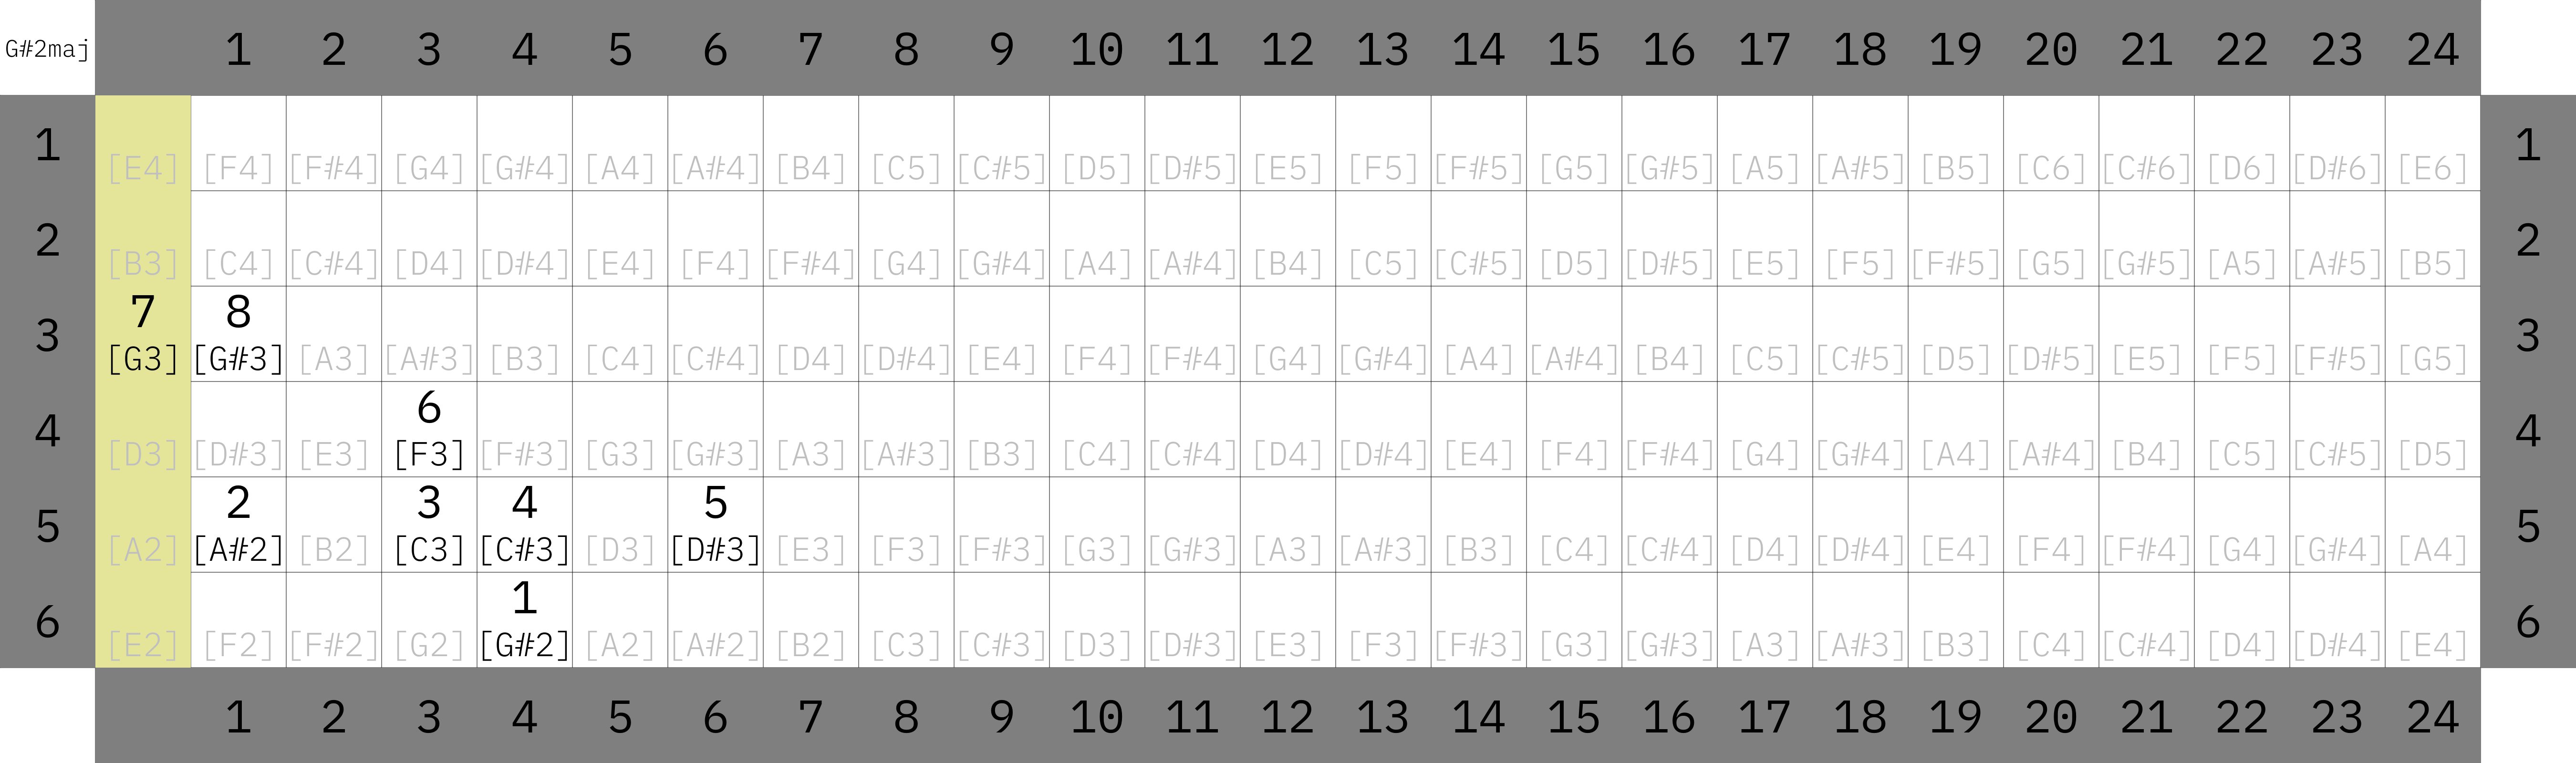 G#2maj 1 2 3 4 5 6 7 8 9 10 11 12 13 14 15 16 17 18 19 20 21 22 23 24
1 [E4] [F4] [F#4] [G4] [G#4] [A4] [A#4] [B4] [C5] [C#5] [D5] [D#5] [E5] [F5] [F#5] [G5] [G#5] [A5] [A#5] [B5] [C6] [C#6] [D6] [D#6] [E6] 1
2 [B3] [C4] [C#4] [D4] [D#4] [E4] [F4] [F#4] [G4] [G#4] [A4] [A#4] [B4] [C5] [C#5] [D5] [D#5] [E5] [F5] [F#5] [G5] [G#5] [A5] [A#5] [B5] 2
7 8
3 [G3] [G#3] [A3] [A#3] [B3] [C4] [C#4] [D4] [D#4] [E4] [F4] [F#4] [G4] [G#4] [A4] [A#4] [B4] [C5] [C#5] [D5] [D#5] [E5] [F5] [F#5] [G5] 3
6
4 [D3] [D#3] [E3] [F3] [F#3] [G3] [G#3] [A3] [A#3] [B3] [C4] [C#4] [D4] [D#4] [E4] [F4] [F#4] [G4] [G#4] [A4] [A#4] [B4] [C5] [C#5] [D5] 4
2 3 4 5
5 [A2] [A#2] [B2] [C3] [C#3] [D3] [D#3] [E3] [F3] [F#3] [G3] [G#3] [A3] [A#3] [B3] [C4] [C#4] [D4] [D#4] [E4] [F4] [F#4] [G4] [G#4] [A4] 5
1
6 [E2] [F2] [F#2] [G2] [G#2] [A2] [A#2] [B2] [C3] [C#3] [D3] [D#3] [E3] [F3] [F#3] [G3] [G#3] [A3] [A#3] [B3] [C4] [C#4] [D4] [D#4] [E4] 6
1 2 3 4 5 6 7 8 9 10 11 12 13 14 15 16 17 18 19 20 21 22 23 24